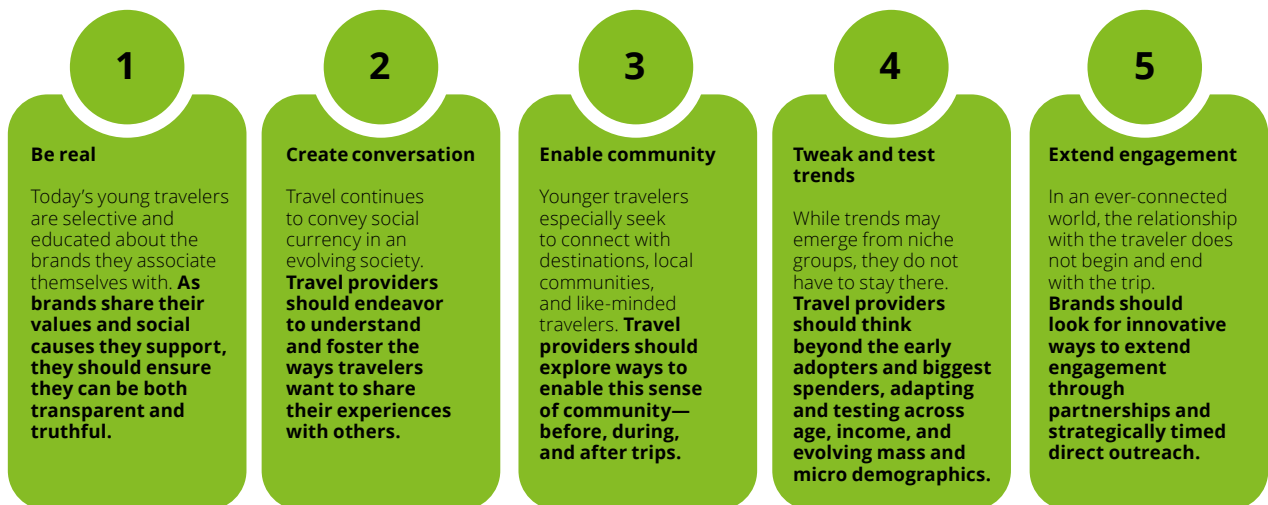 1
Be real
Today's young travelers
are selective and
educated about the
brands they associate
themselves with. As
brands share their
values and social
causes they support,
they should ensure
they can be both
transparent and
truthful.
2
Create conversation
Travel continues
to convey social
currency in an
evolving society.
Travel providers
should endeavor
to understand
and foster the
ways travelers
want to share
their experiences
with others.
3
Enable community
Younger travelers
especially seek
to connect with
destinations, local
communities,
and like-minded
travelers. Travel
providers should
explore ways to
enable this sense
of community—
before, during,
and after trips.
4
Tweak and test
trends
While trends may
emerge from niche
groups, they do not
have to stay there.
Travel providers
should think
beyond the early
adopters and biggest
spenders, adapting
and testing across
age, income, and
evolving mass and
micro demographics.
5
Extend engagement
In an ever-connected
world, the relationship
with the traveler does
not begin and end
with the trip.
Brands should
look for innovative
ways to extend
engagement
through
partnerships and
strategically timed
direct outreach.